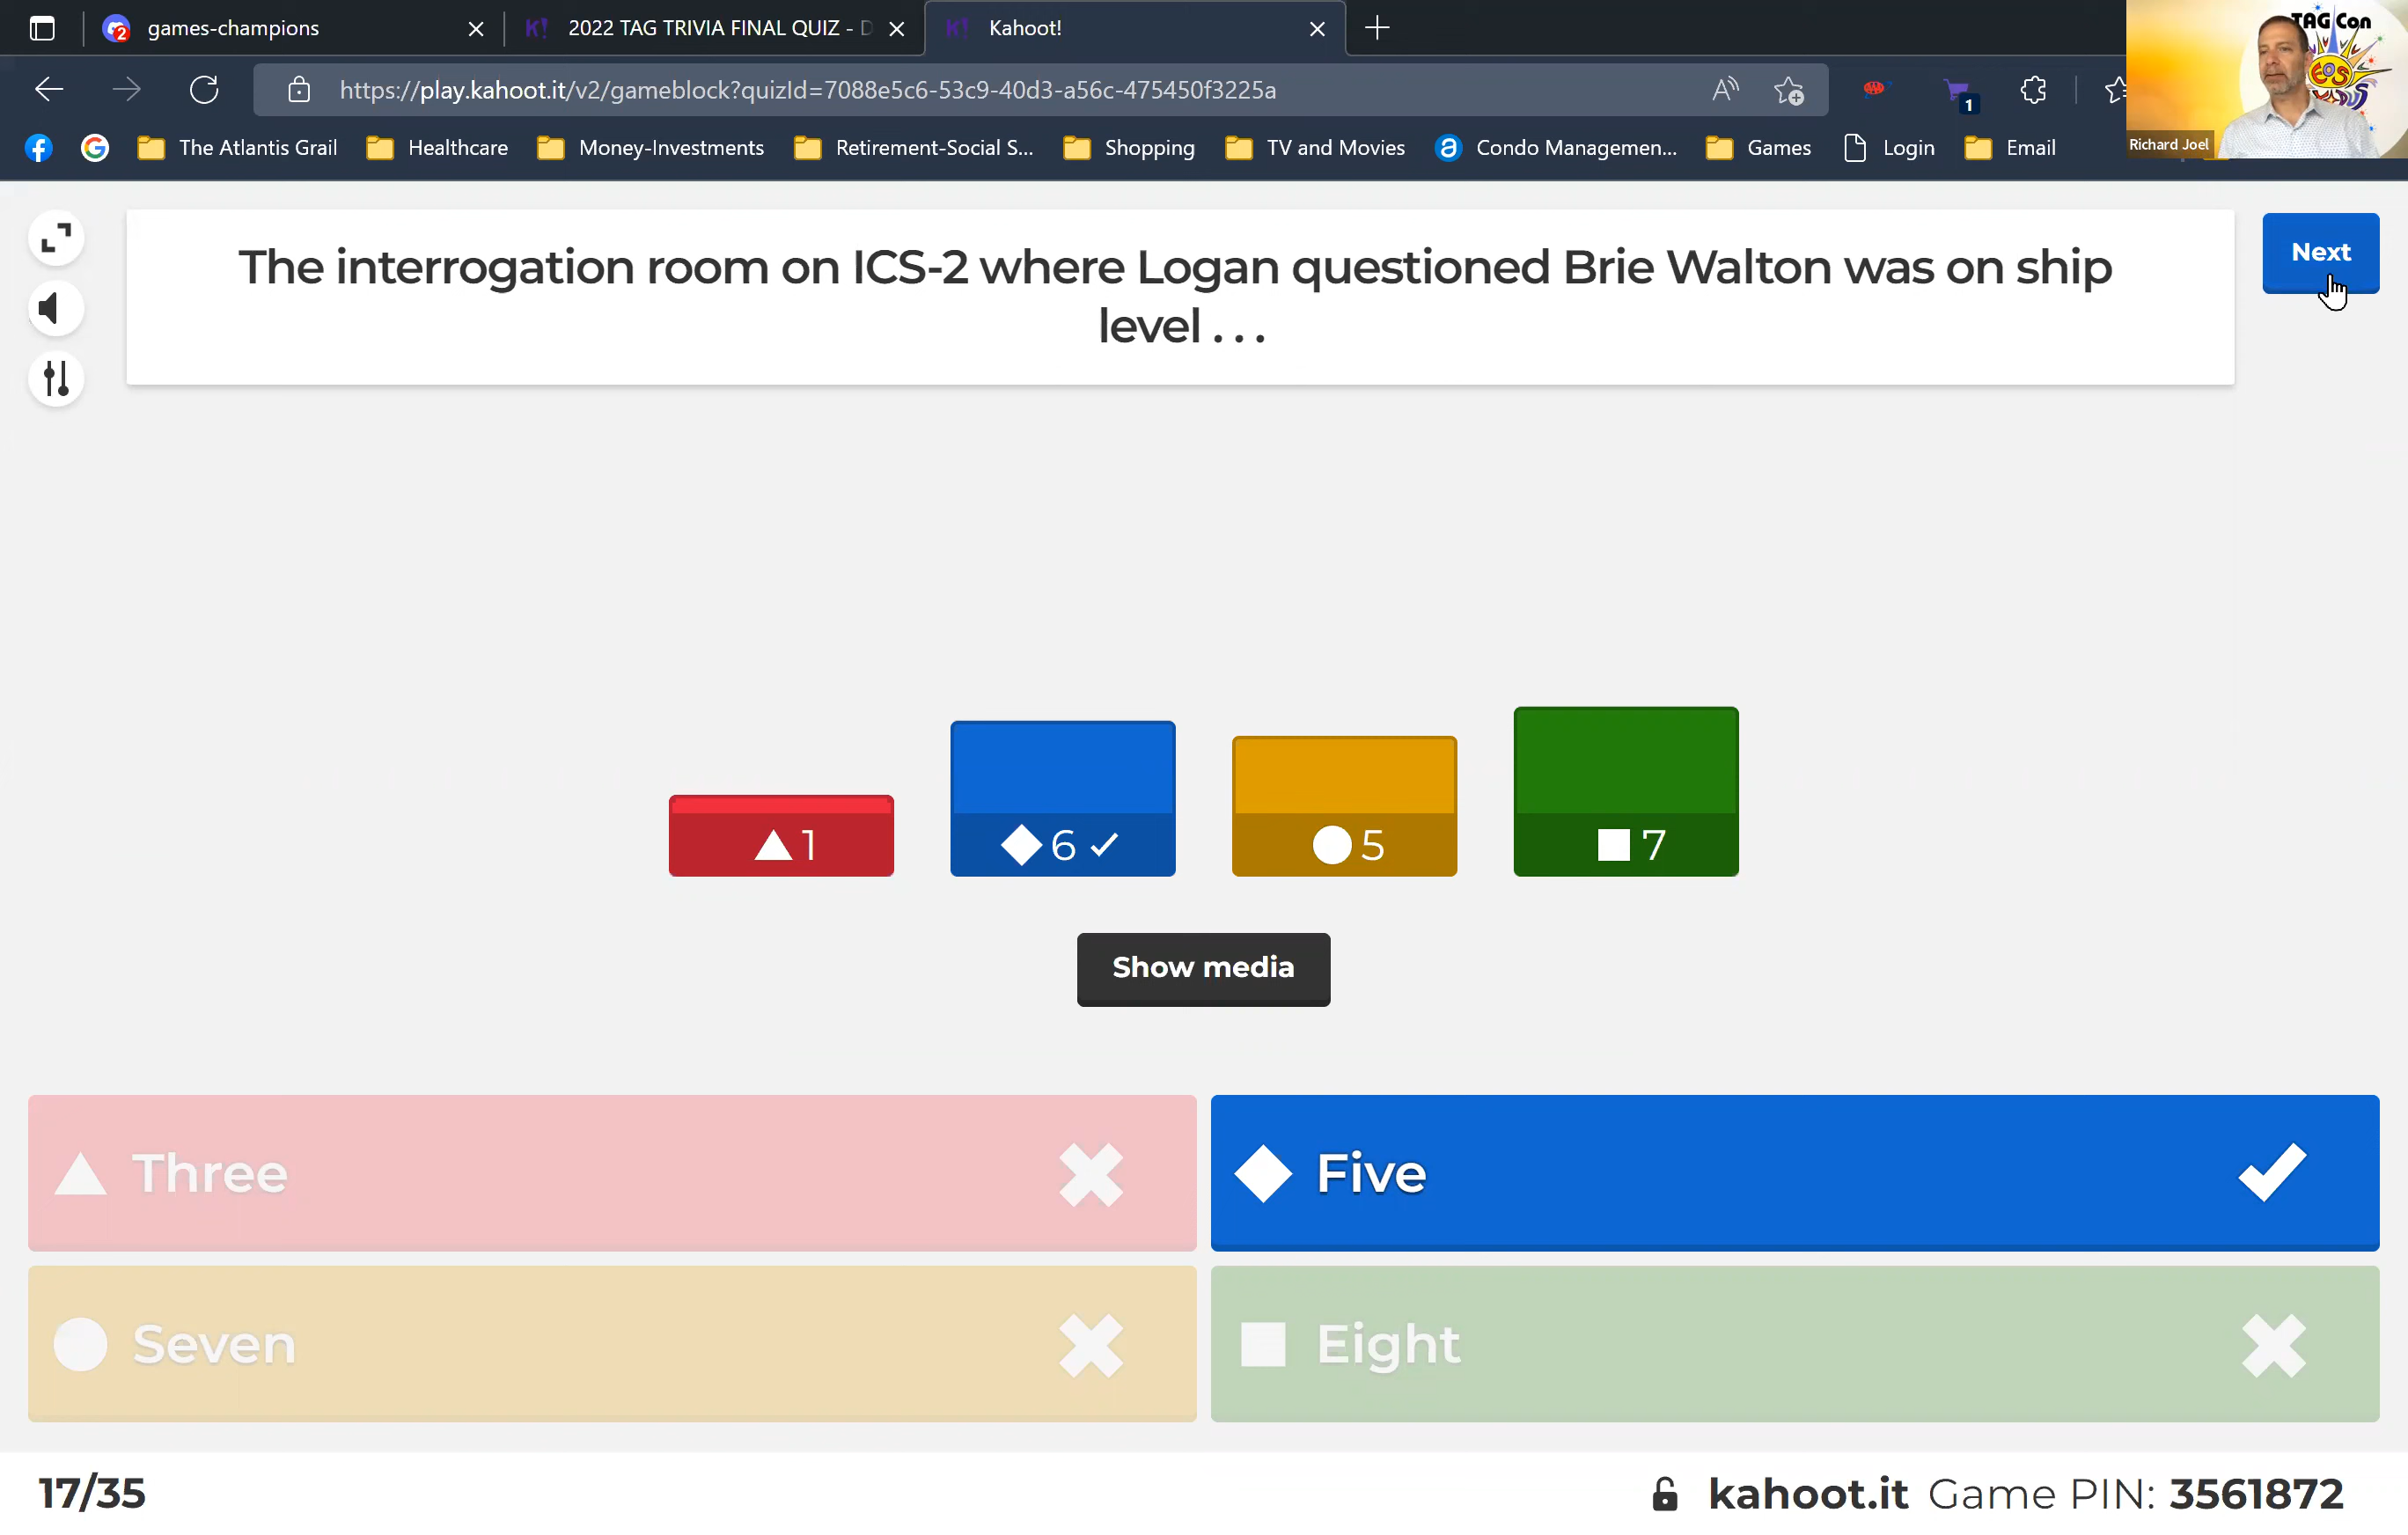 games-champions
2022 TAG TRIVIA FINAL QUIZ - D
Kahoot!
TAG Con
https://play.kahoot.it/v2/gameblock?quizId=7088e5c6-53c9-40d3-a56c-475450f3225a
1
EOS
The Atlantis Grail
Healthcare
Money-Investments
Retirement-Social S...
Shopping
TV and Movies
Condo Managemen...
Games
Login
Email
Richard Joel
The interrogation room on ICS-2 where Logan questioned Brie Walton was on ship
level . . .
Next
1
6
5
7
Show media
Three
Five
Seven
Eight
17/35
kahoot.it Game PIN: 3561872